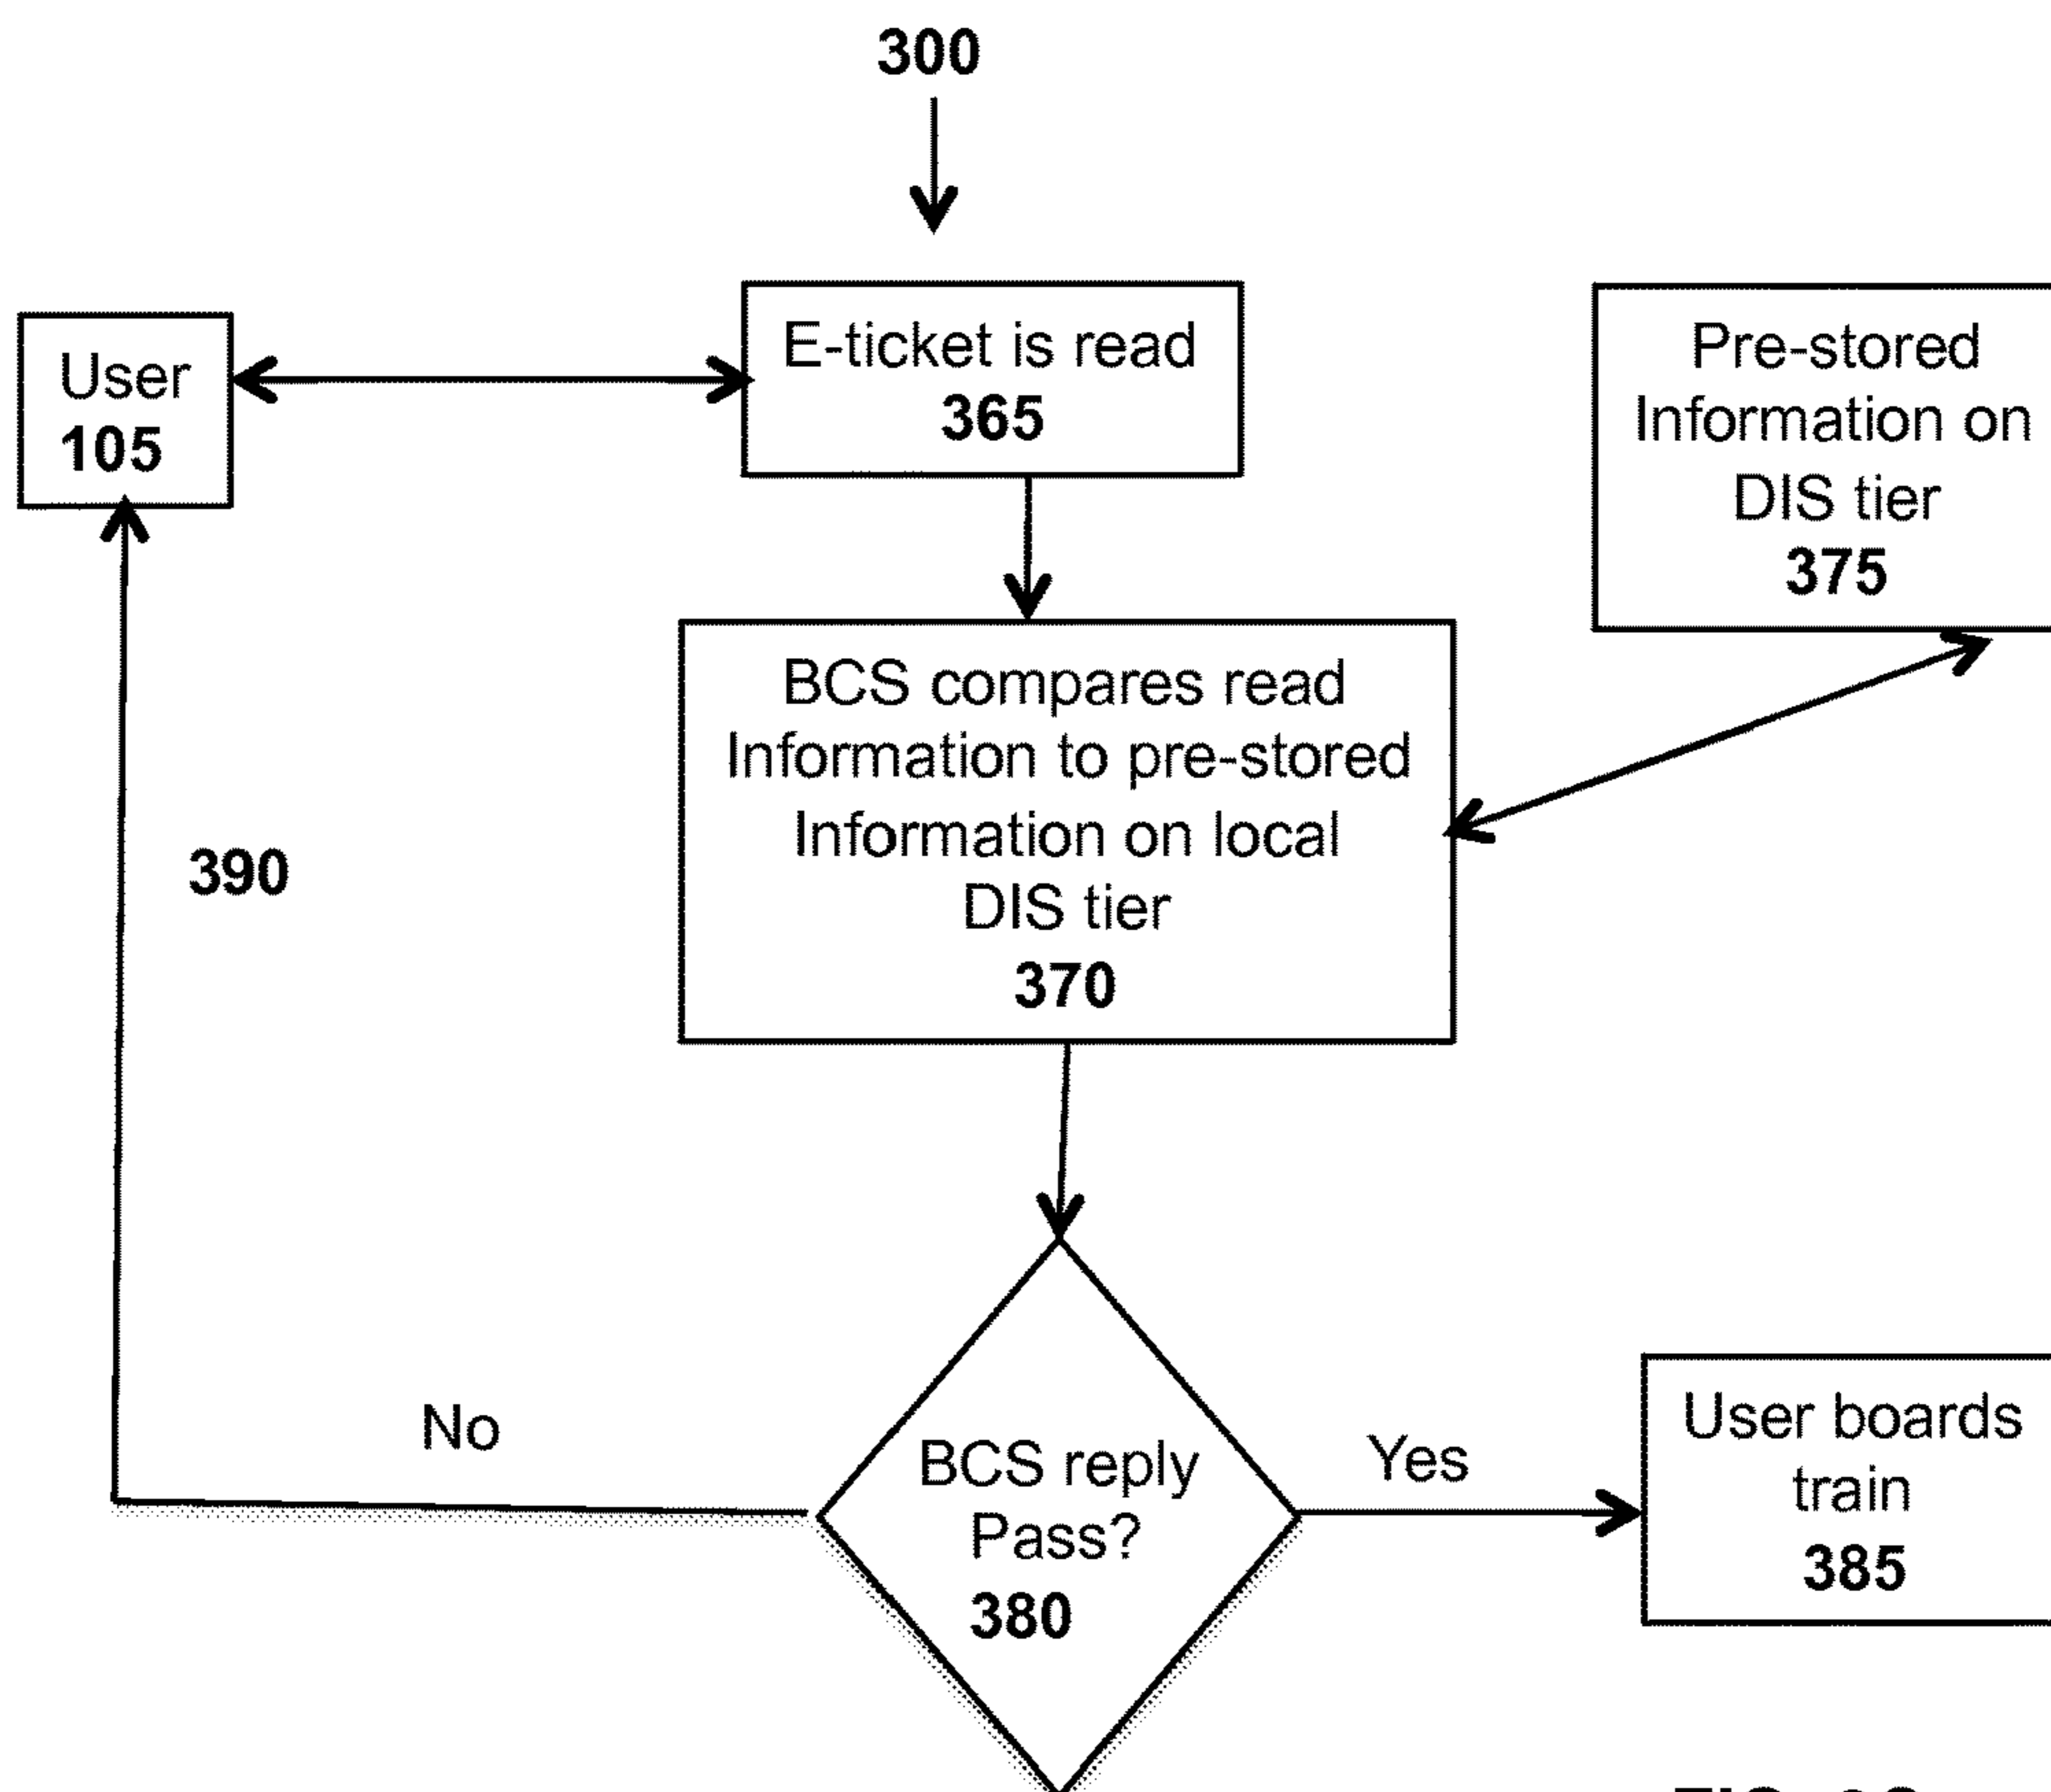 300
User
105
E-ticket is read
365
Pre-stored
Information on
DIS tier
375
BCS compares read
Information to pre-stored
Information on local
DIS tier
370
390
No
BCS reply
Pass?
380
Yes
User boards
train
385